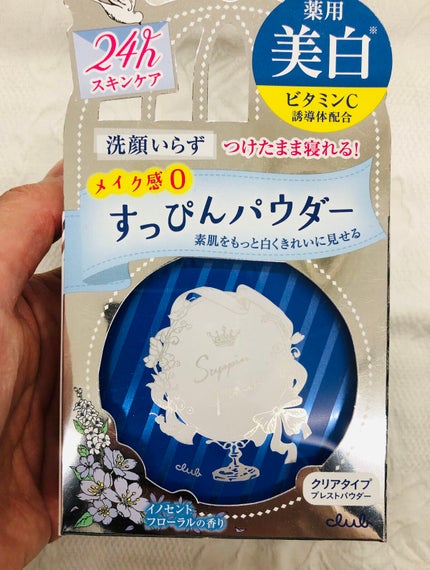 24h
スキンケア
薬用
美白※
ビタミンC
誘導体配合
洗顔いらず
つけたまま寝れる!
メイク感0
すっぴんパウダー
素肌をもっと白くきれいに見せる
Suppin
club
クリアタイプ
プレストパウダー
イノセント
フローラルの香り
club